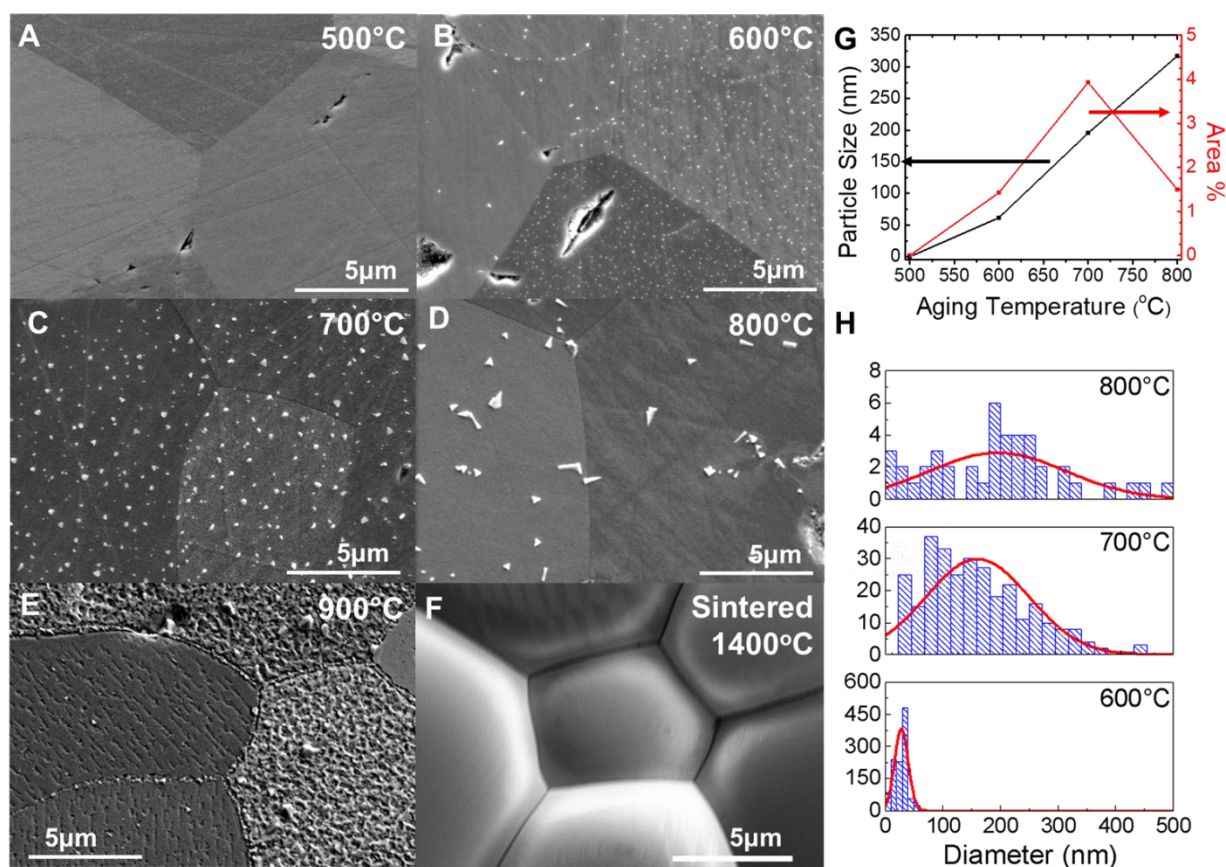 A
500°C
5µm
B
600°C
5µm
C
700°C
5µm
D
800°C
5µm
E
900°C
5µm
F
Sintered
1400°C
5µm
G
Particle Size (nm)
350
300
250
200
150
100
50
0
500 550 600 650 700 750 800
Aging Temperature (°C)
5
4
3
2
1
0
Area %
H
800°C
8
6
4
2
0
700°C
40
30
20
10
0
600°C
600
450
300
150
0
0 100 200 300 400 500
Diameter (nm)